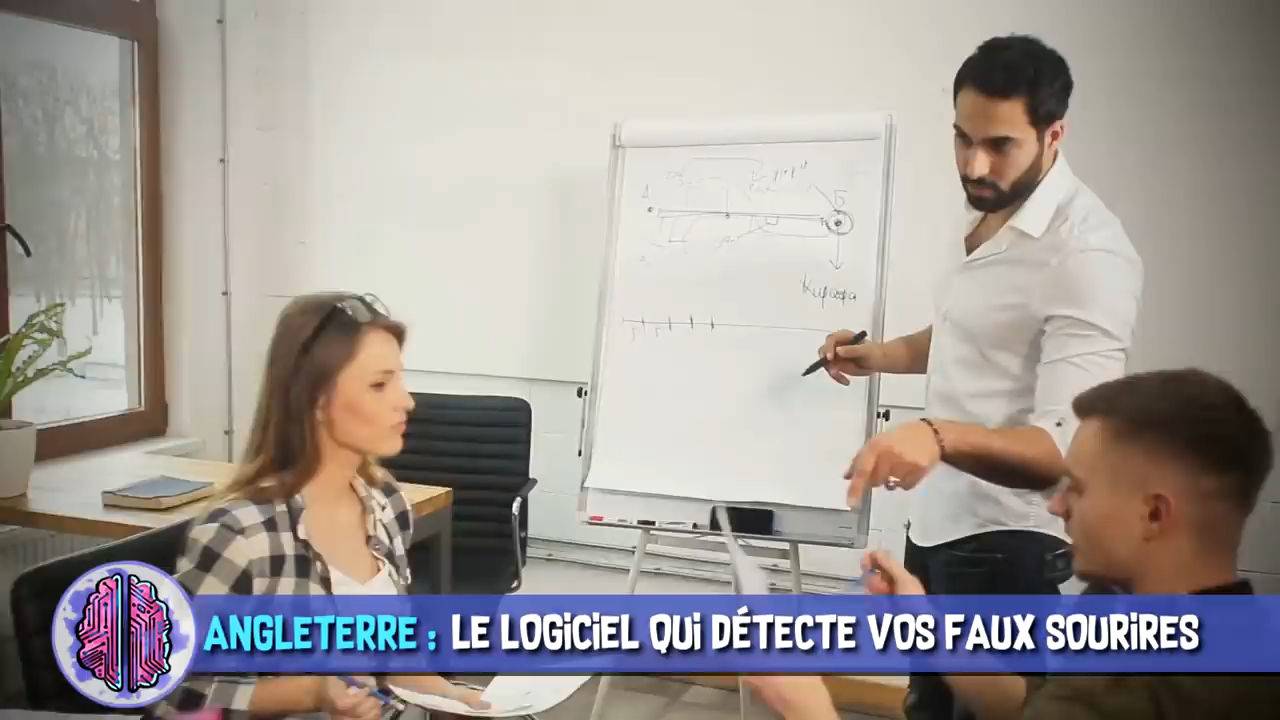 А
Б
ANGLETERRE : LE LOGICIEL QUI DÉTECTE VOS FAUX SOURIRES